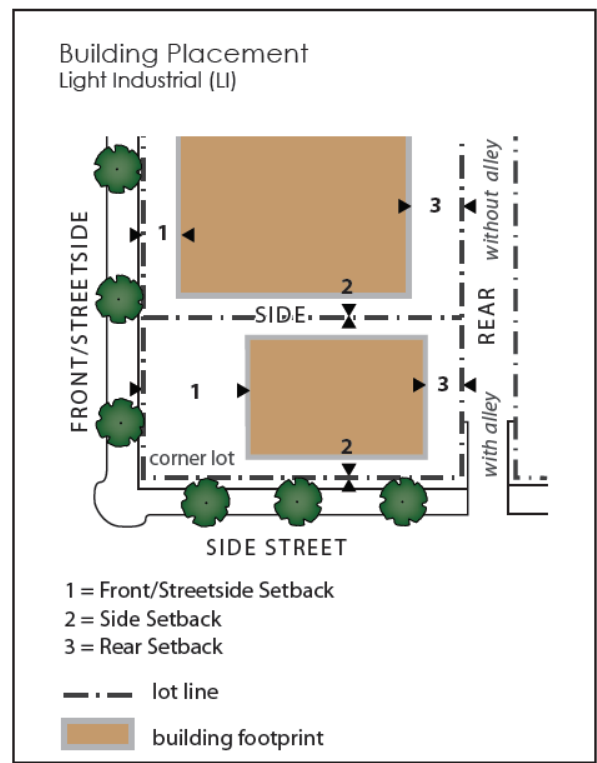 Building Placement
Light Industrial (LI)
FRONT/STREETSIDE
1
3
without alley
2
SIDE
REAR
1
3
with alley
2
corner lot
SIDE STREET
1 = Front/Streetside Setback
2 = Side Setback
3 = Rear Setback
lot line
building footprint